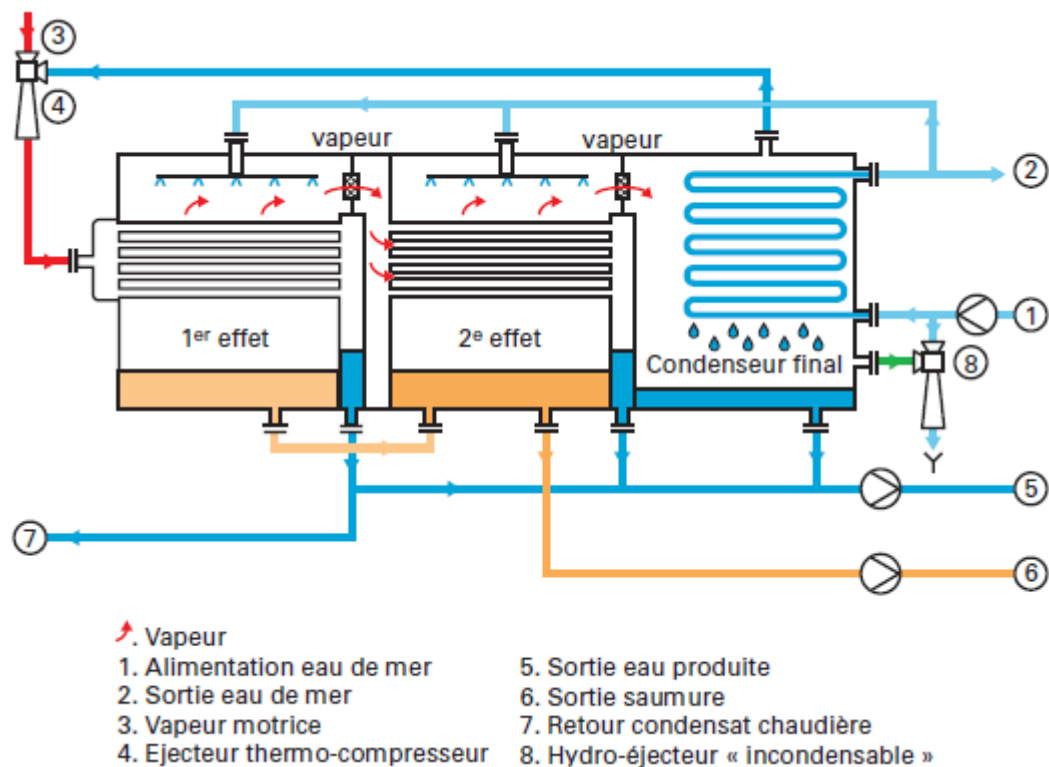 3
4
vapeur
vapeur
2
1er effet
2e effet
Condenseur final
1
8
7
5
6
Vapeur
1. Alimentation eau de mer
2. Sortie eau de mer
3. Vapeur motrice
4. Ejecteur thermo-compresseur
5. Sortie eau produite
6. Sortie saumure
7. Retour condensat chaudière
8. Hydro-éjecteur « incondensable »